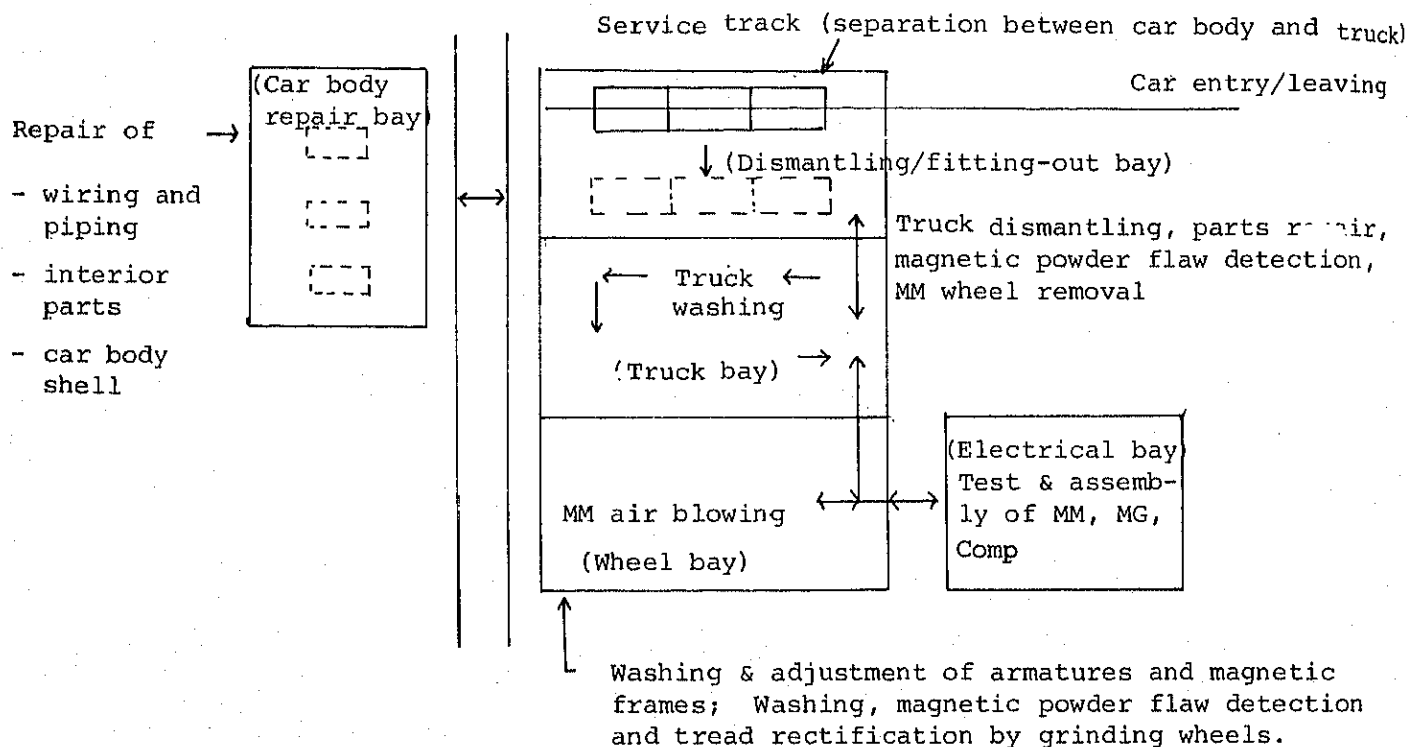 Service track (separation between car body and truck)
Car entry/leaving
(Car body
repair bay)
Repair of
- wiring and
piping
- interior
parts
- car body
shell
(Dismantling/fitting-out bay)
Truck dismantling, parts
magnetic powder flaw detection,
MM wheel removal
Truck
washing
(Truck bay)
MM air blowing
(Wheel bay)
(Electrical bay)
Test & assemb-
ly of MM, MG,
Comp
Washing & adjustment of armatures and magnetic
frames; Washing, magnetic powder flaw detection
and tread rectification by grinding wheels.